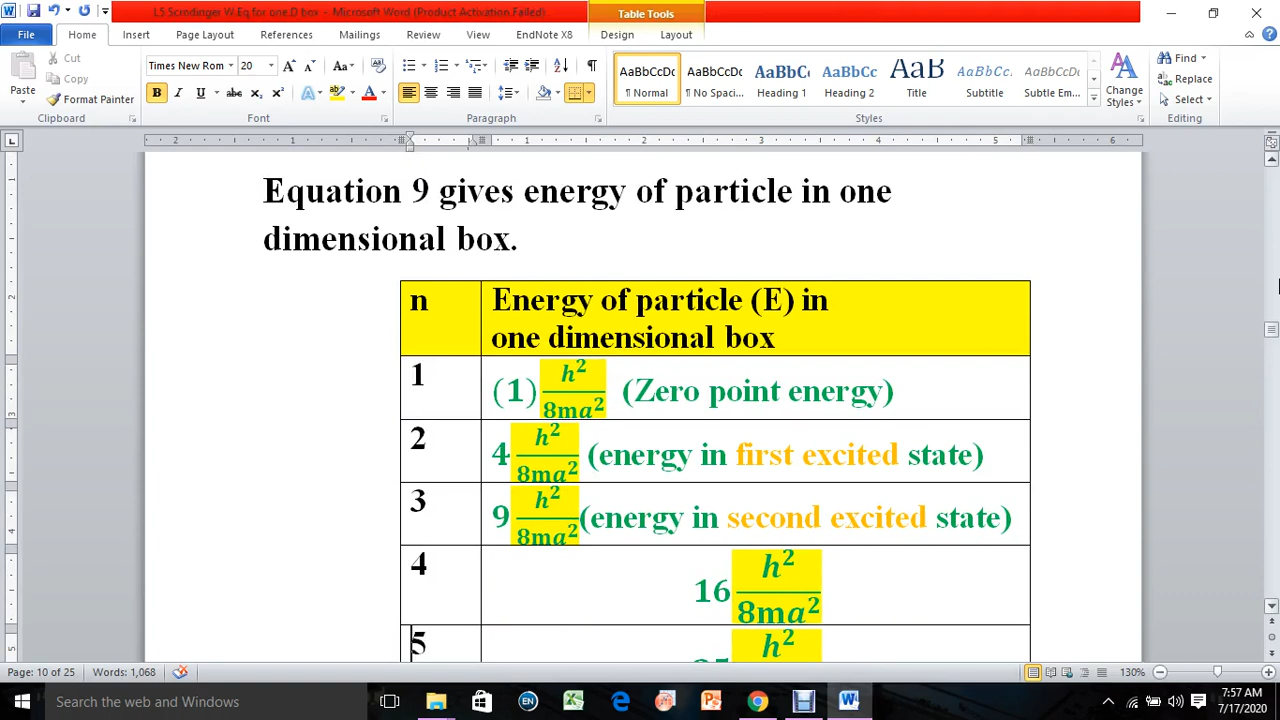 L5 Scrodinger W.Eq for one.D box - Microsoft Word (Product Activation Failed)
Table Tools
File Home Insert Page Layout References Mailings Review View EndNote X8 Design Layout
Paste
Cut
Copy
Format Painter
Clipboard
Times New Rom 20
Font
Paragraph
AaBbCcDc AaBbCcDc AaBbC AaBbCc AaB AaBbCc. AaBbCcDc
¶ Normal ¶ No Spaci... Heading 1 Heading 2 Title Subtitle Subtle Em...
Change Styles
Styles
Find
Replace
Select
Editing
Equation 9 gives energy of particle in one
dimensional box.
n Energy of particle (E) in
one dimensional box
1 (1) h²/8ma² (Zero point energy)
2 4 h²/8ma² (energy in first excited state)
3 9 h²/8ma² (energy in second excited state)
4 16 h²/8ma²
5 h²
Page: 10 of 25 Words: 1,068 130%
Search the web and Windows
EN
7:57 AM
7/17/2020